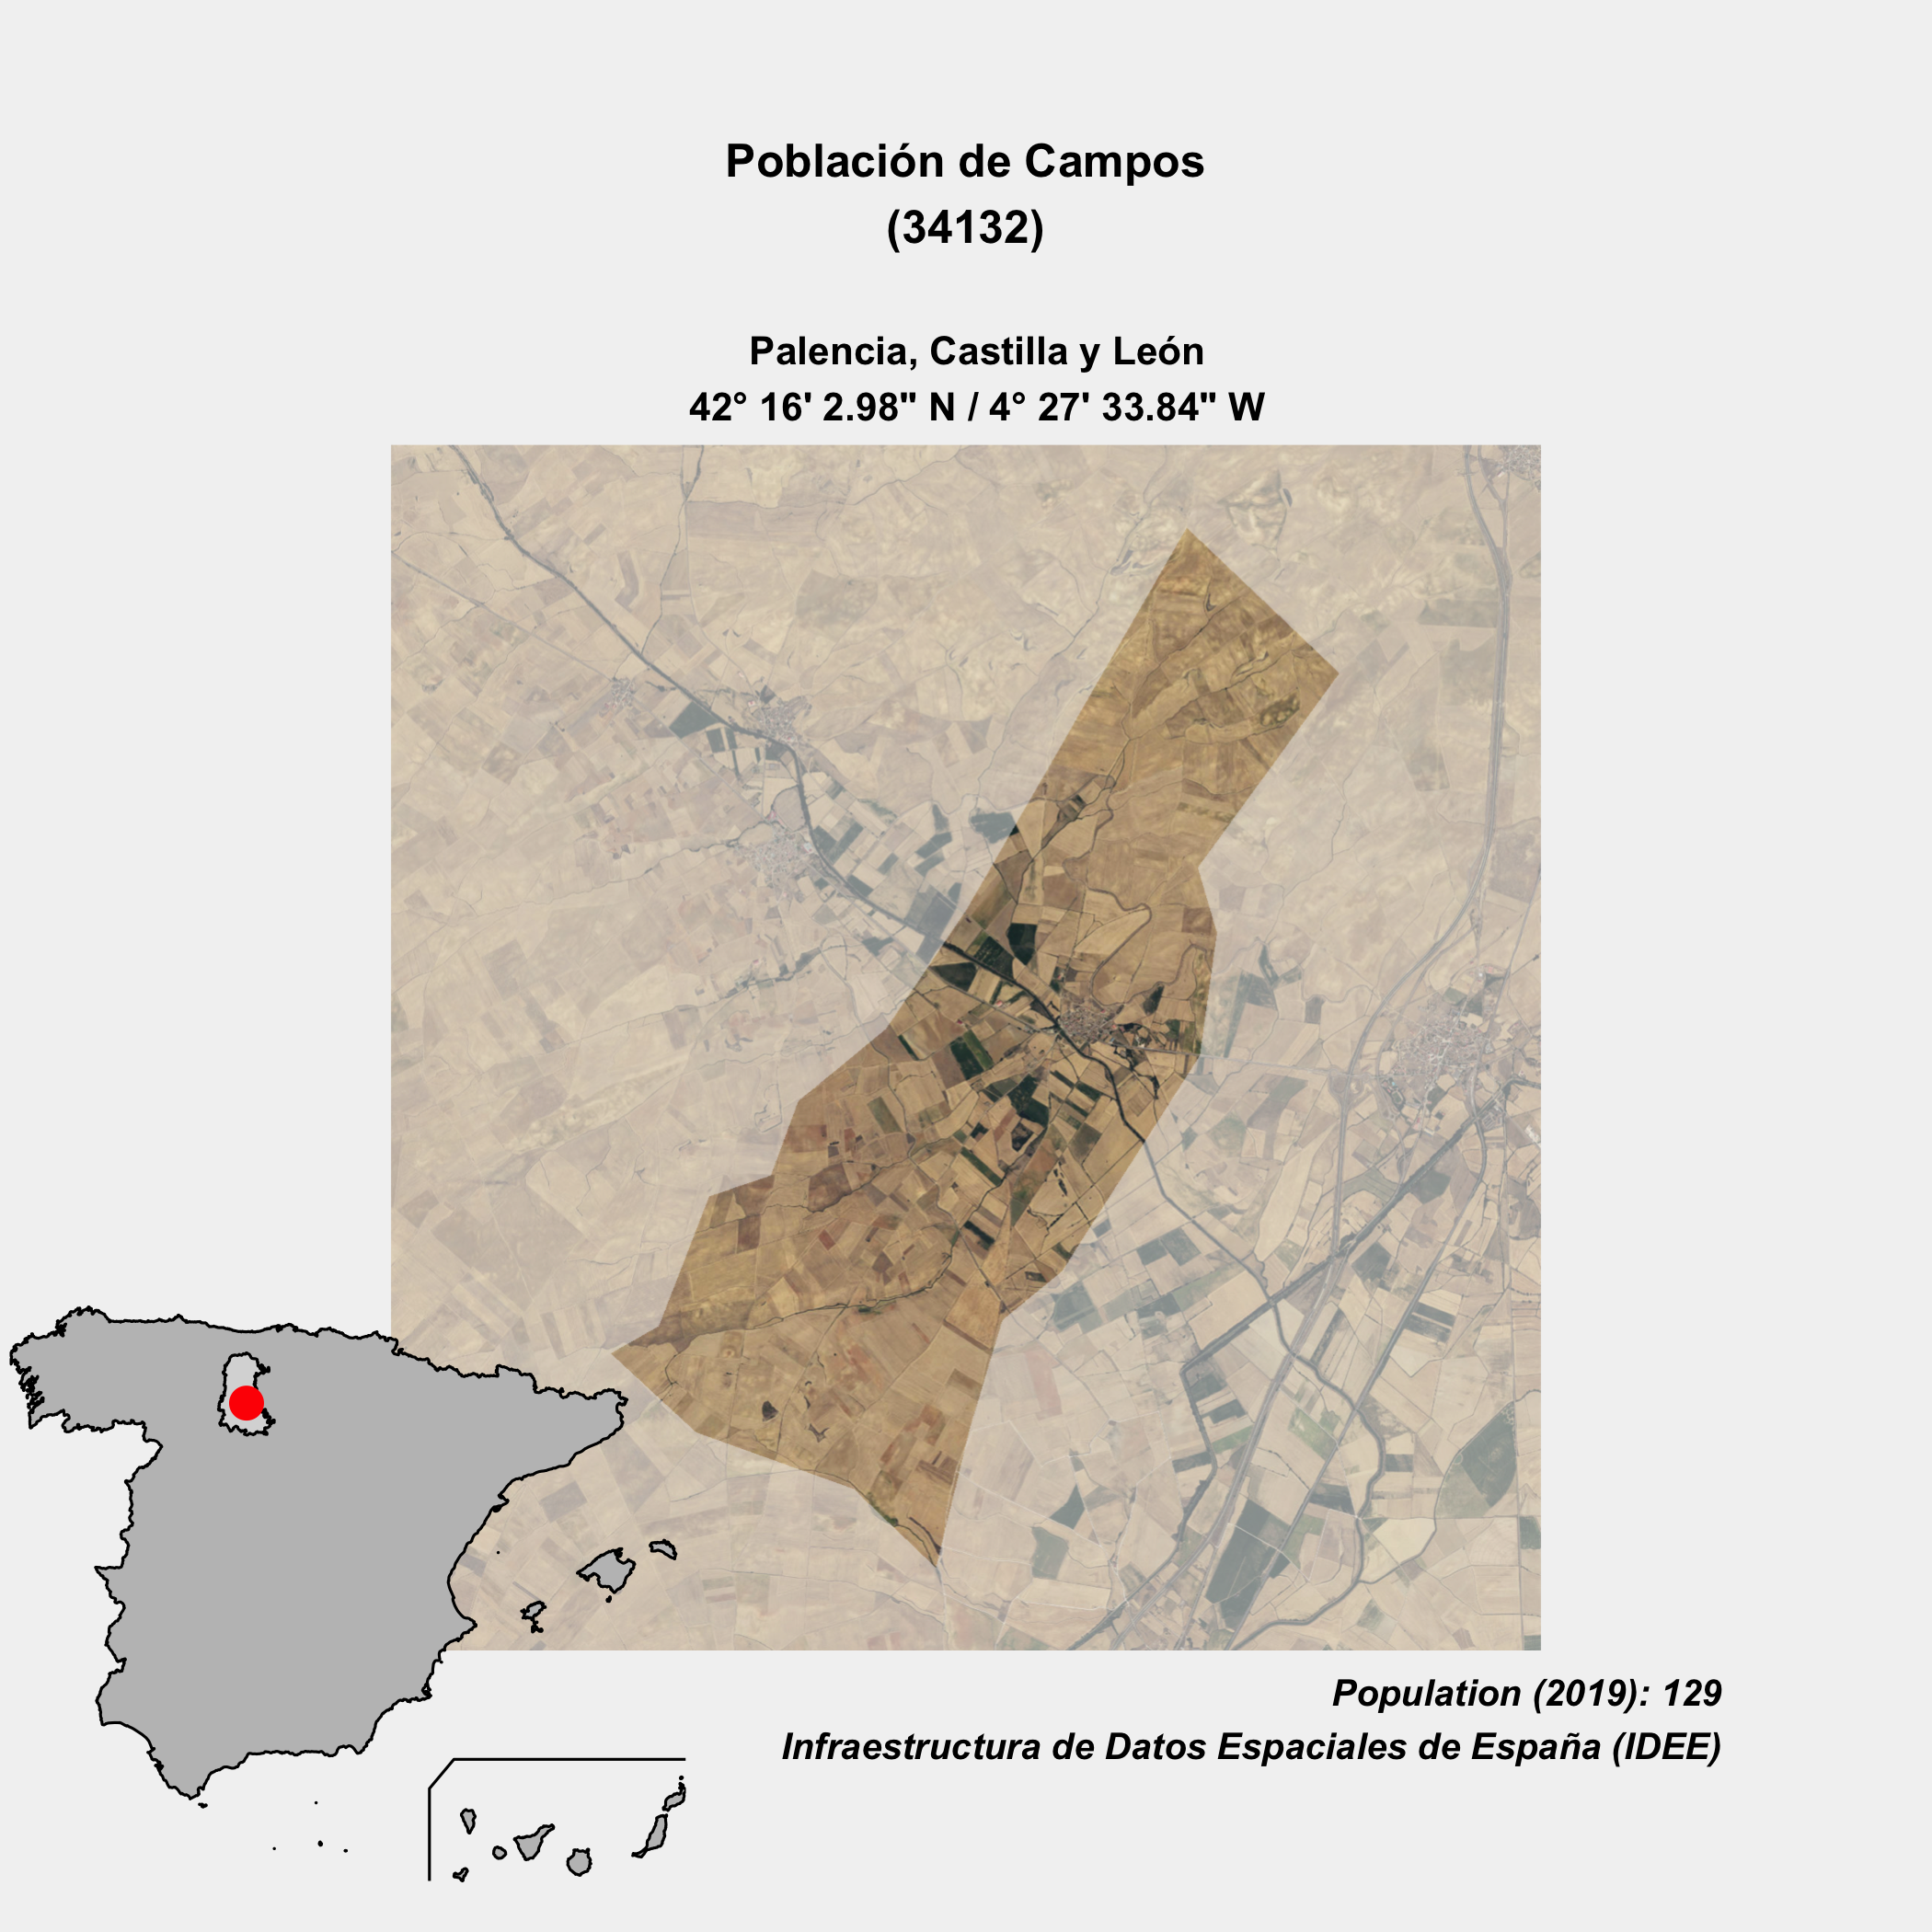 Población de Campos
(34132)
Palencia, Castilla y León
42° 16' 2.98" N / 4° 27' 33.84" W
Population (2019): 129
Infraestructura de Datos Espaciales de España (IDEE)